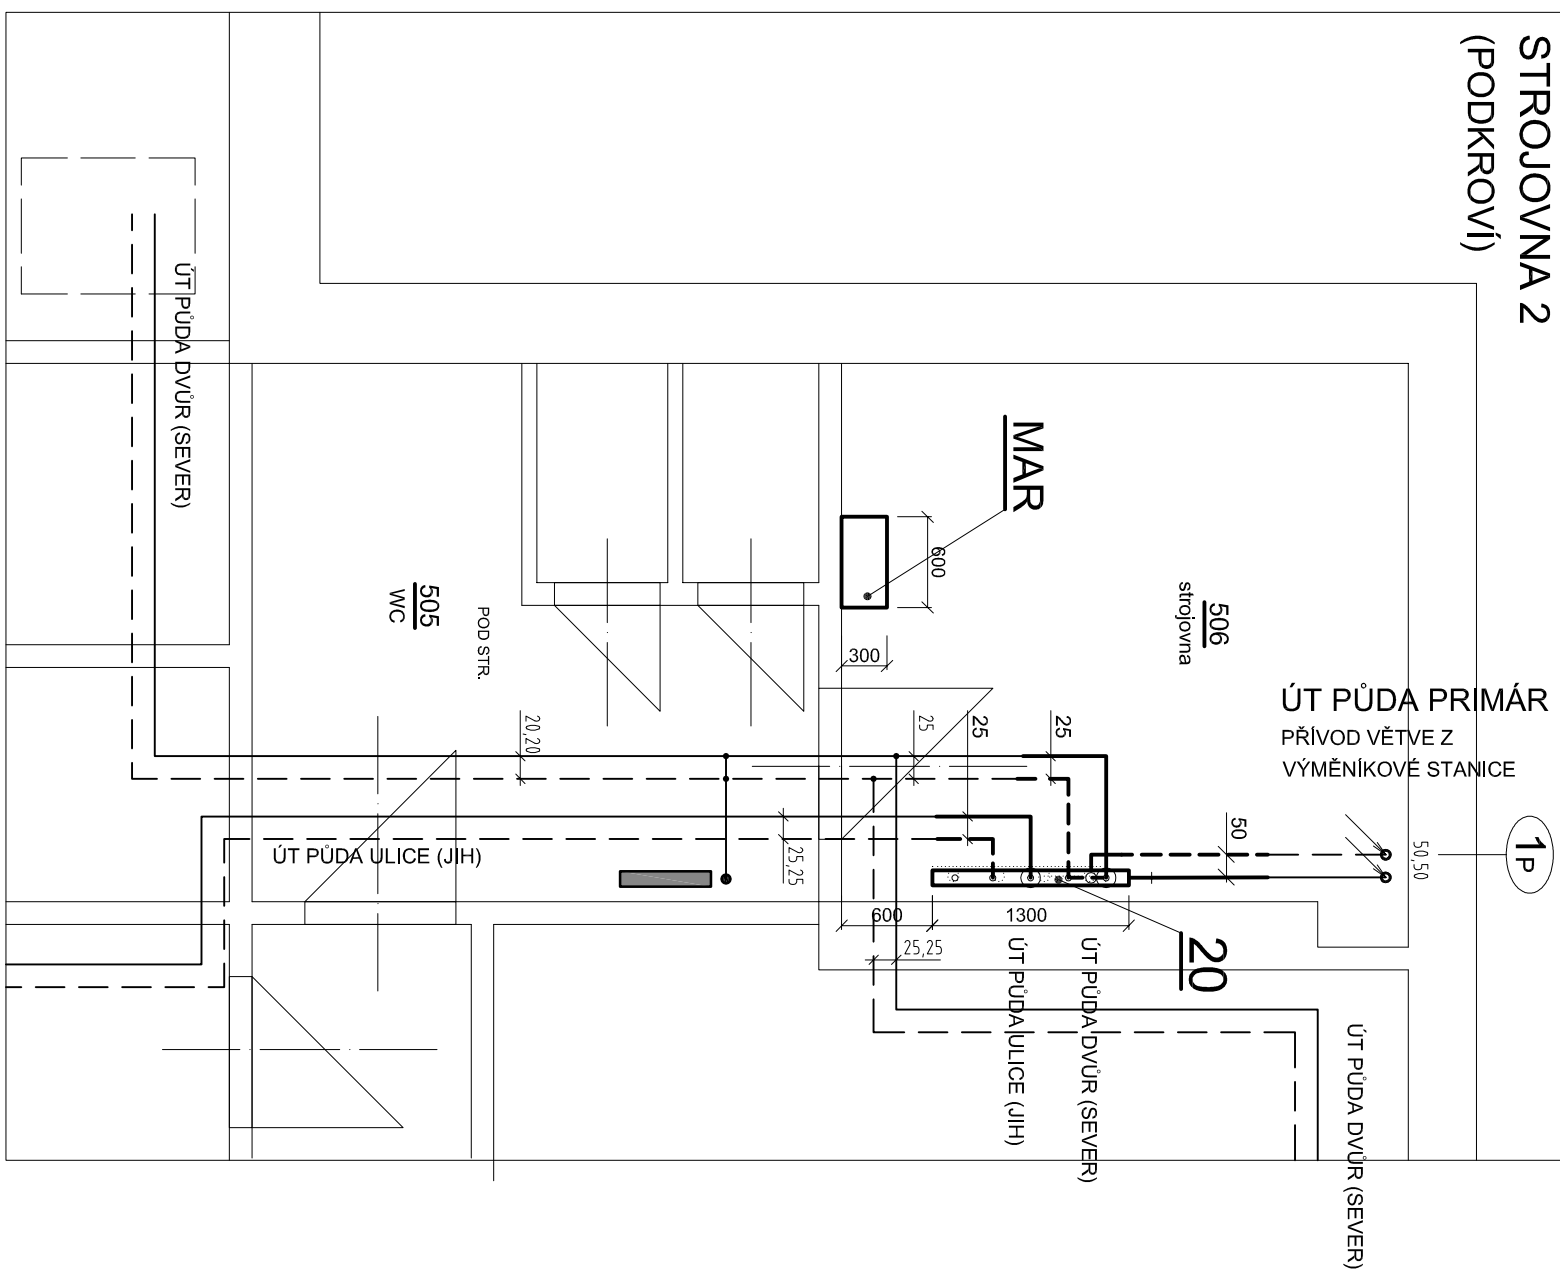 STROJOVNA 2
(PODKROVÍ)
ÚT PŮDA DVŮR (SEVER)
MAR
600
300
506
strojovna
505
WC
POD STR.
ÚT PŮDA PRIMÁR
PŘÍVOD VĚTVE Z
VÝMĚNÍKOVÉ STANICE
20,20
25
25
25
50
50,50
1P
ÚT PŮDA ULICE (JIH)
25,25
600
1300
25,25
20
ÚT PŮDA ULICE (JIH)
ÚT PŮDA DVŮR (SEVER)
ÚT PŮDA DVŮR (SEVER)